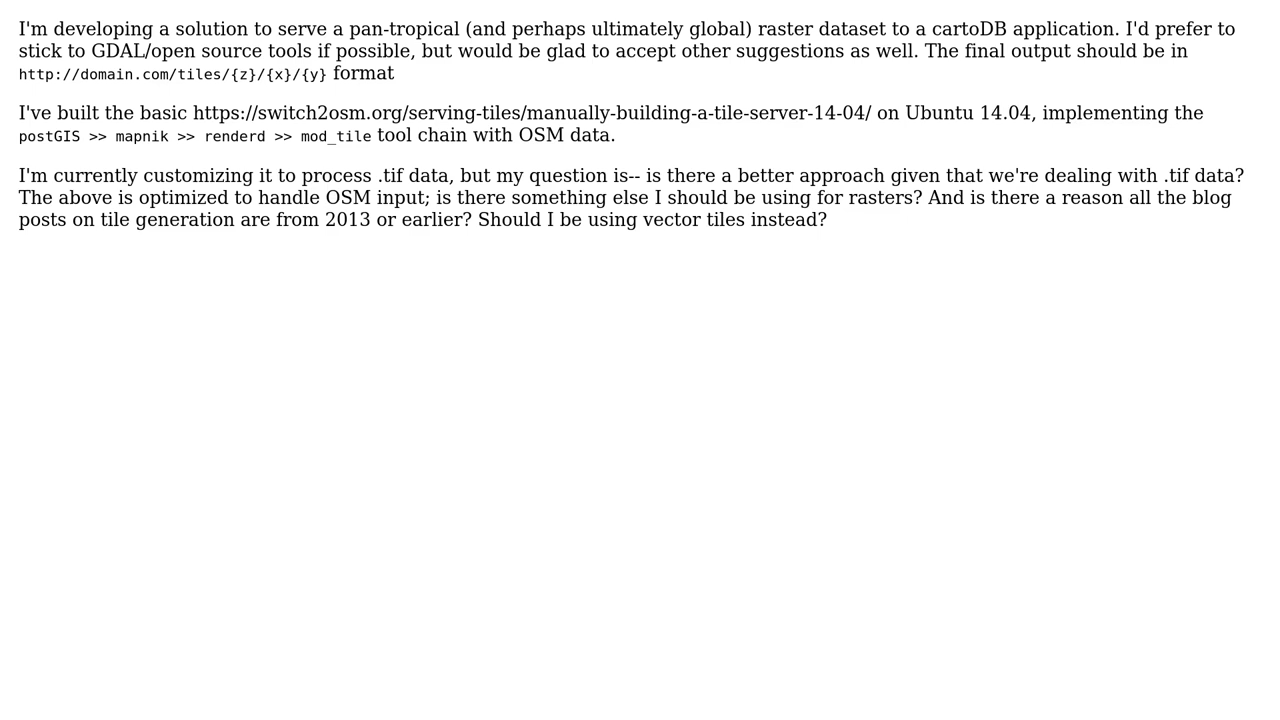 I'm developing a solution to serve a pan-tropical (and perhaps ultimately global) raster dataset to a cartoDB application. I'd prefer to
stick to GDAL/open source tools if possible, but would be glad to accept other suggestions as well. The final output should be in
http://domain.com/tiles/{z}/{x}/{y} format
I've built the basic https://switch2osm.org/serving-tiles/manually-building-a-tile-server-14-04/ on Ubuntu 14.04, implementing the
postGIS >> mapnik >> renderd >> mod_tile tool chain with OSM data.
I'm currently customizing it to process .tif data, but my question is-- is there a better approach given that we're dealing with .tif data?
The above is optimized to handle OSM input; is there something else I should be using for rasters? And is there a reason all the blog
posts on tile generation are from 2013 or earlier? Should I be using vector tiles instead?